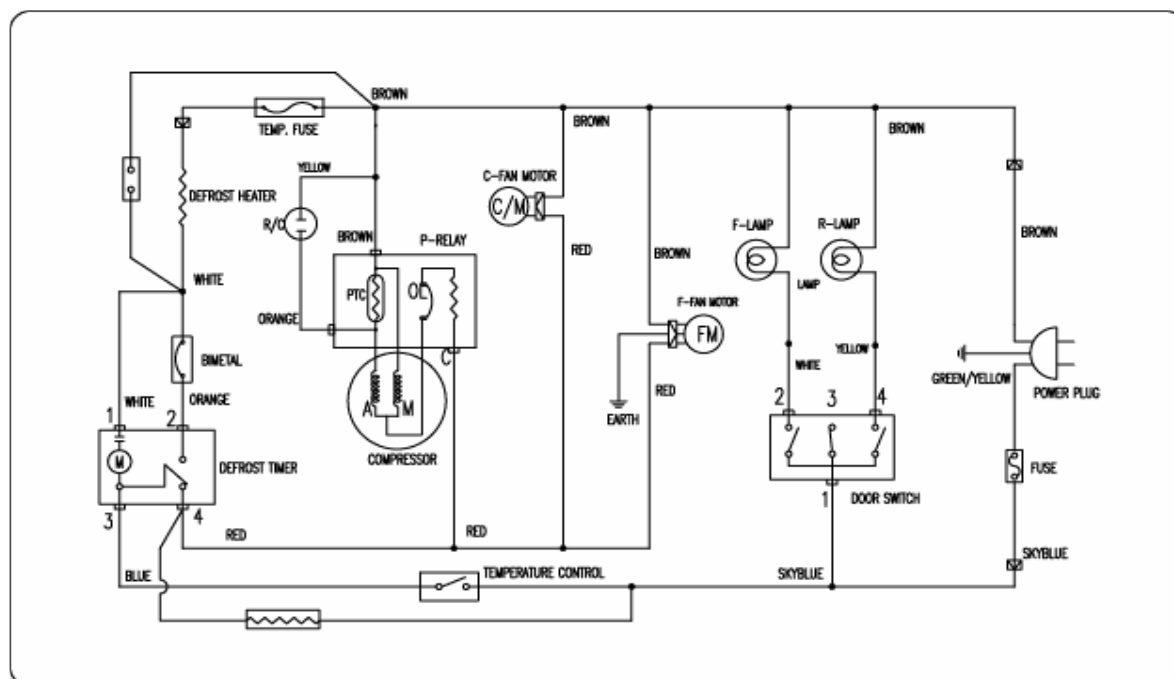 BROWN
TEMP. FUSE
BROWN
BROWN
YELLOW
C-FAN MOTOR
DEFROST HEATER
C/M
R/C
F-LAMP
R-LAMP
BROWN
P-RELAY
BROWN
RED
BROWN
WHITE
LAMP
PTC
OL
F-FAN MOTOR
ORANGE
FM
BIMETAL
C
WHITE
YELLOW
GREEN/YELLOW
POWER PLUG
ORANGE
RED
2
3
4
WHITE
A
M
EARTH
1
2
COMPRESSOR
M
DEFROST TIMER
FUSE
1
DOOR SWITCH
3
4
RED
RED
SKYBLUE
BLUE
TEMPERATURE CONTROL
SKYBLUE